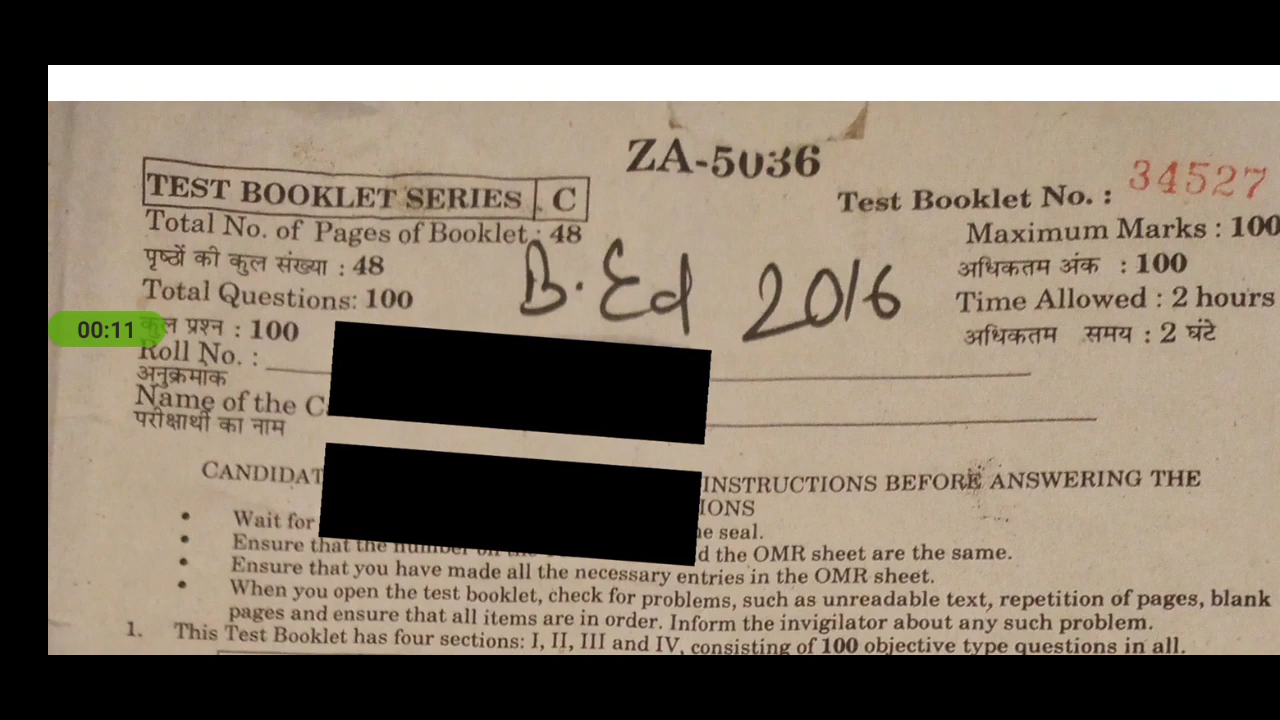 ZA-5036
TEST BOOKLET SERIES C
Test Booklet No. : 34527
Total No. of Pages of Booklet : 48
Maximum Marks : 100
पृष्ठों की कुल संख्या : 48
अधिकतम अंक : 100
B.Ed 2016
Total Questions: 100
Time Allowed : 2 hours
00:11
कुल प्रश्न : 100
अधिकतम समय : 2 घंटे
Roll No. :
अनुक्रमांक
Name of the
परीक्षार्थी का नाम
INSTRUCTIONS BEFORE ANSWERING THE
Wait for
seal.
Ensure that the number on the
the OMR sheet are the same.
Ensure that you have made all the necessary entries in the OMR sheet.
When you open the test booklet, check for problems, such as unreadable text, repetition of pages, blank
pages and ensure that all items are in order. Inform the invigilator about any such problem.
1. This Test Booklet has four sections: I, II, III and IV, consisting of 100 objective type questions in all.